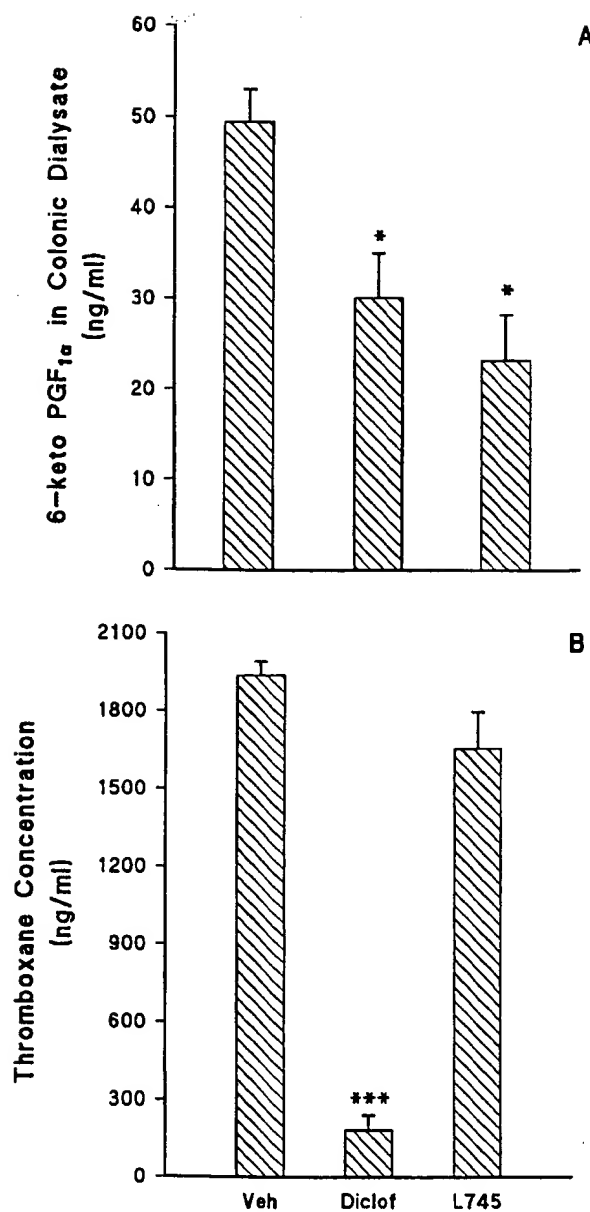 A
6-keto PGF1α in Colonic Dialysate
(ng/ml)
60
50
40
30
20
10
0
*
*
B
Thromboxane Concentration
(ng/ml)
2100
1800
1500
1200
900
600
300
0
***
Veh Diclof L745